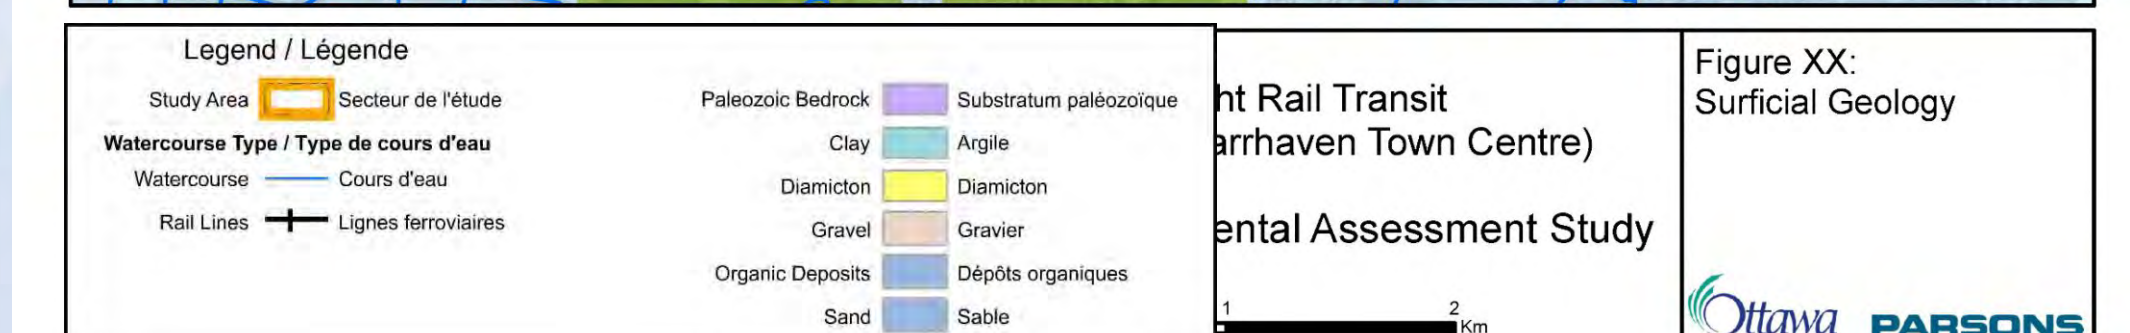 Legend / Légende
Study Area Secteur de l'étude
Watercourse Type / Type de cours d'eau
Watercourse Cours d'eau
Rail Lines Lignes ferroviaires
Paleozoic Bedrock Substratum paléozoïque
Clay Argile
Diamicton Diamicton
Gravel Gravier
Organic Deposits Dépôts organiques
Sand Sable
ht Rail Transit
arrhaven Town Centre)
ental Assessment Study
1 2
Km
Figure XX:
Surficial Geology
Ottawa PARSONS